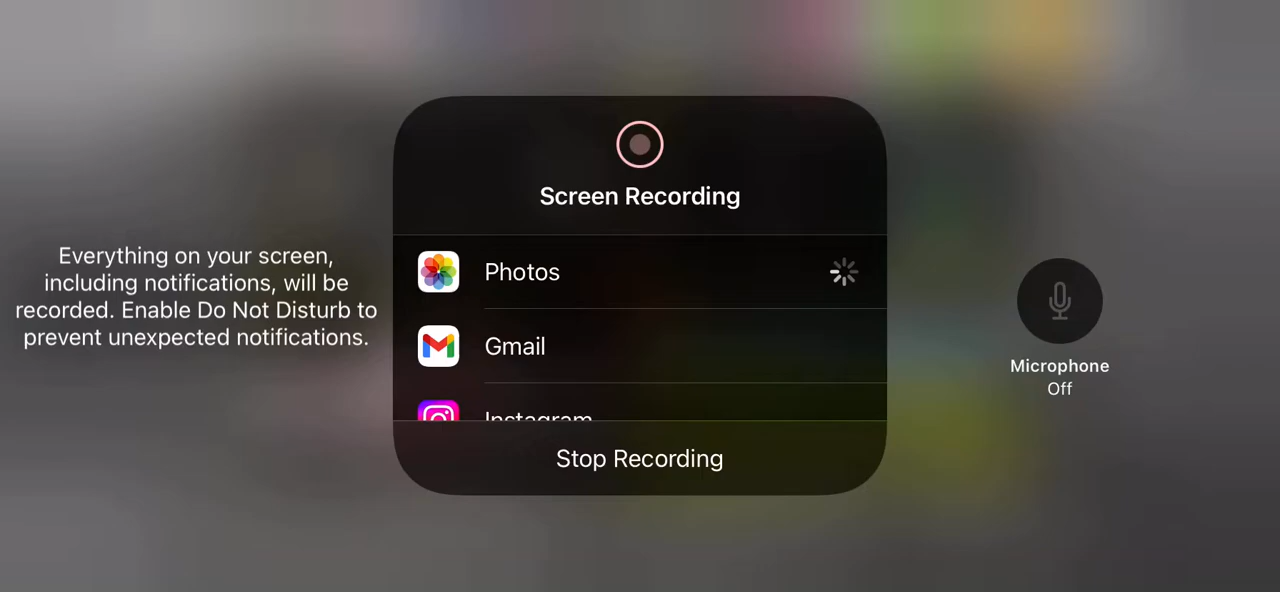 Everything on your screen,
including notifications, will be
recorded. Enable Do Not Disturb to
prevent unexpected notifications.
Screen Recording
Photos
Gmail
Instagram
Stop Recording
Microphone
Off